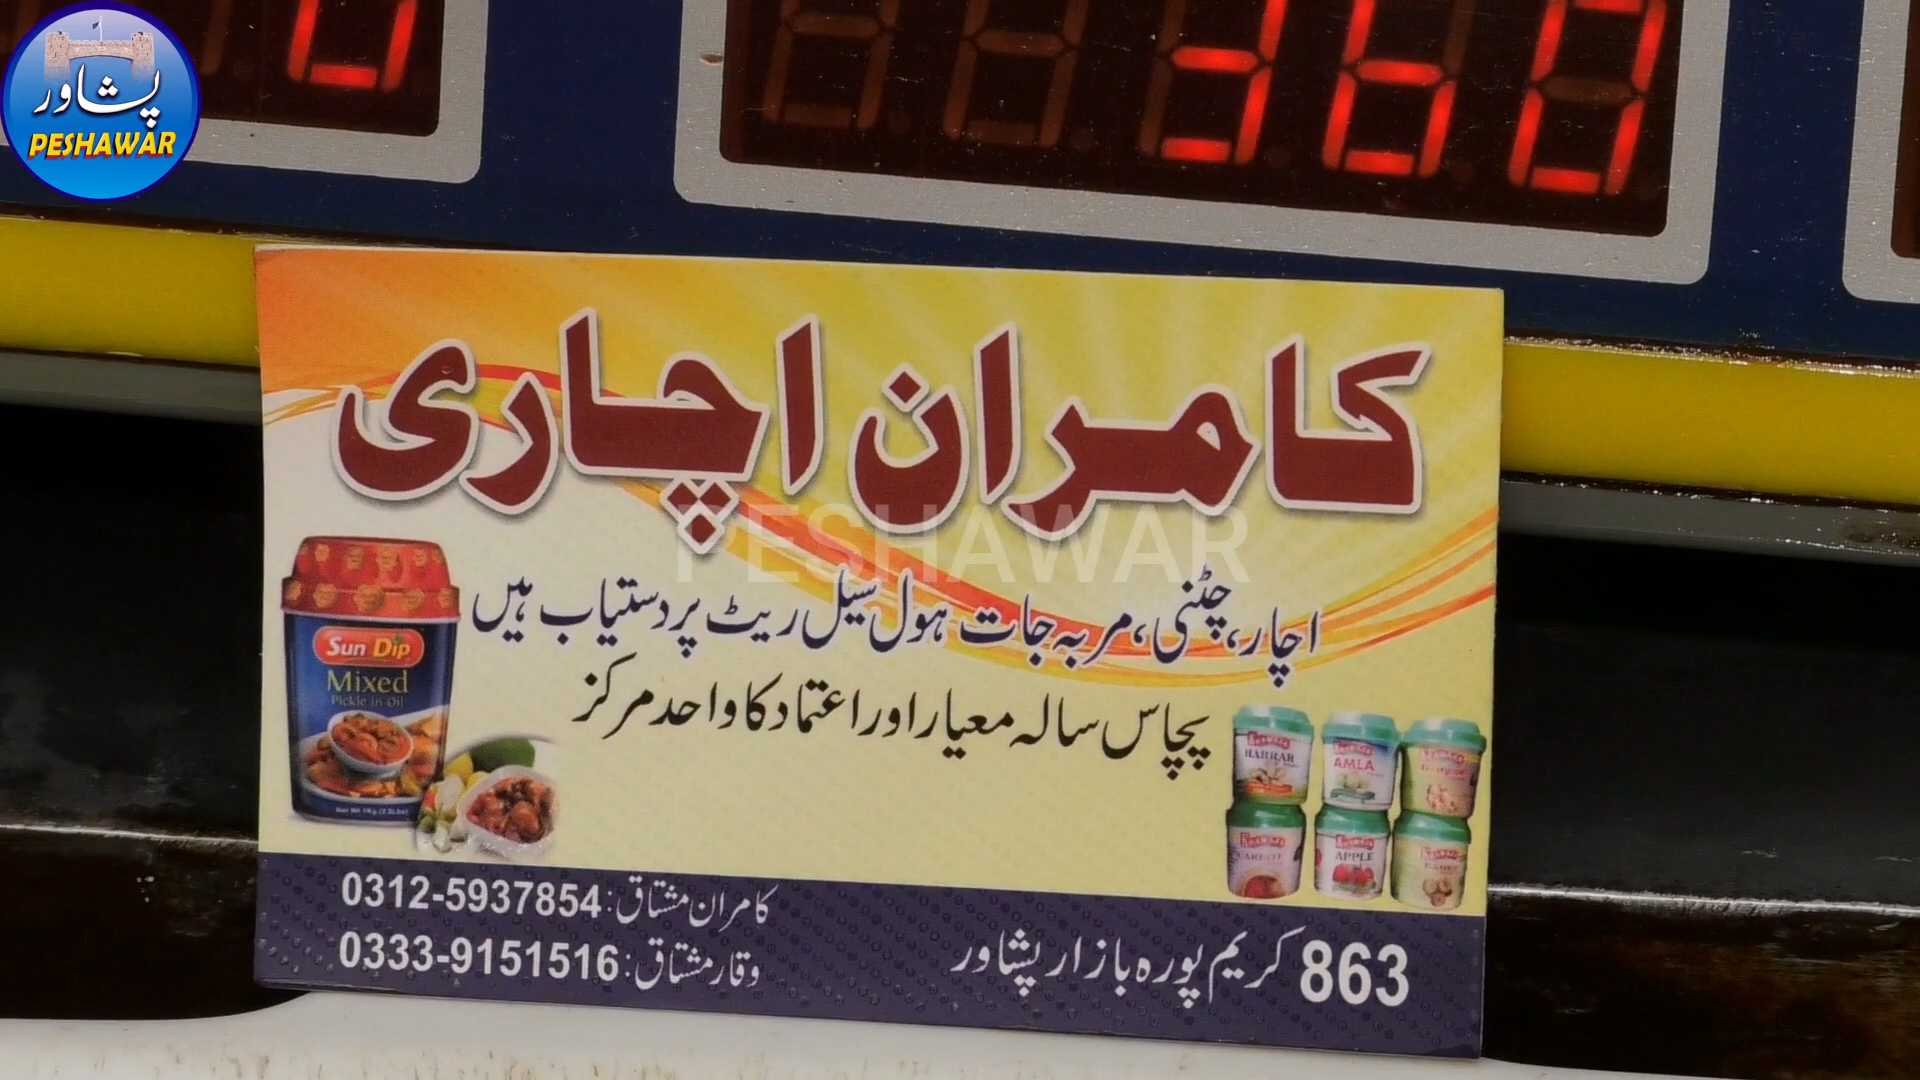 پشاور
PESHAWAR
0
360
کامران اچاری
PESHAWAR
اچار، چٹنی، مربہ جات ہول سیل ریٹ پر دستیاب ہیں
پچاس سالہ معیار اور اعتماد کا واحد مرکز
Sun Dip
Mixed
Pickle in Oil
HARRAR
AMLA
CARROT
APPLE
کامران مشتاق: 0312-5937854
وقار مشتاق: 0333-9151516
863 کریم پورہ بازار پشاور